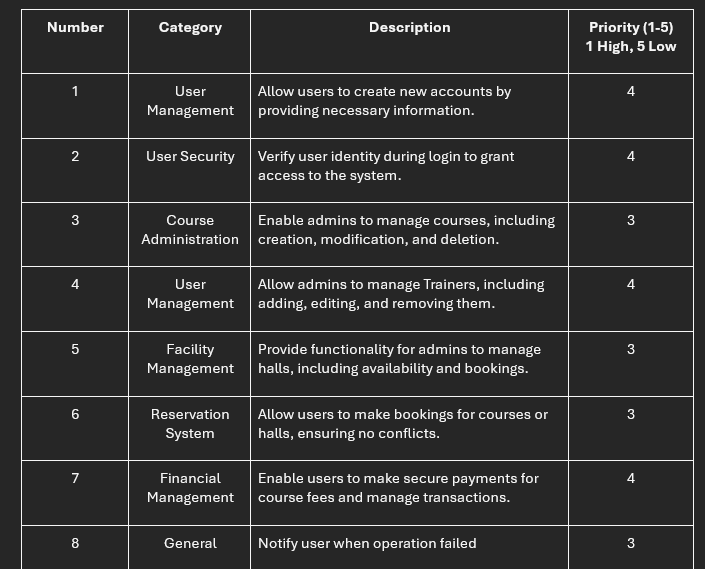 Number Category Description Priority (1-5)
1 High, 5 Low
1 User Management Allow users to create new accounts by providing necessary information. 4
2 User Security Verify user identity during login to grant access to the system. 4
3 Course Administration Enable admins to manage courses, including creation, modification, and deletion. 3
4 User Management Allow admins to manage Trainers, including adding, editing, and removing them. 4
5 Facility Management Provide functionality for admins to manage halls, including availability and bookings. 3
6 Reservation System Allow users to make bookings for courses or halls, ensuring no conflicts. 3
7 Financial Management Enable users to make secure payments for course fees and manage transactions. 4
8 General Notify user when operation failed 3